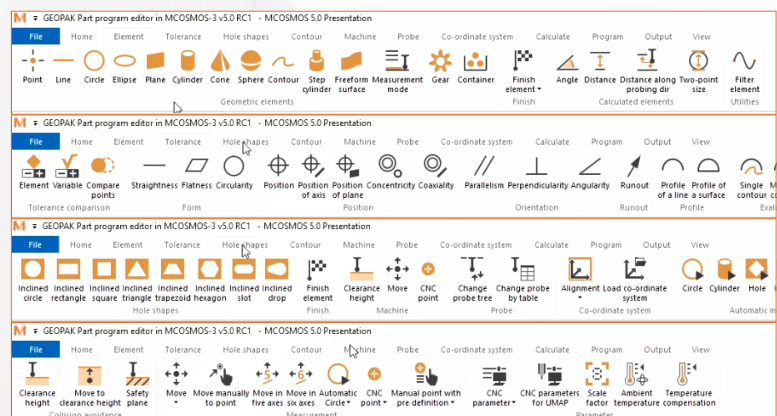 GEOPAK Part program editor in MCOSMOS-3 v5.0 RC1 - MCOSMOS 5.0 Presentation
File Home Element Tolerance Hole shapes Contour Machine Probe Co-ordinate system Calculate Program Output View
Point Line Circle Ellipse Plane Cylinder Cone Sphere Contour Step cylinder Freeform surface Measurement mode Gear Container Finish element Angle Distance Distance along probing dir Two-point size Filter element
Geometric elements Finish Calculated elements Utilities
GEOPAK Part program editor in MCOSMOS-3 v5.0 RC1 - MCOSMOS 5.0 Presentation
File Home Element Tolerance Hole shapes Contour Machine Probe Co-ordinate system Calculate Program Output View
Element Variable Compare points Straightness Flatness Circularity Position Position of axis Position of plane Concentricity Coaxiality Parallelism Perpendicularity Angularity Runout Profile of a line Profile of a surface Single contour
Tolerance comparison Form Position Orientation Runout Profile
GEOPAK Part program editor in MCOSMOS-3 v5.0 RC1 - MCOSMOS 5.0 Presentation
File Home Element Tolerance Hole shapes Contour Machine Probe Co-ordinate system Calculate Program Output View
Inclined circle Inclined rectangle Inclined square Inclined triangle Inclined trapezoid Inclined hexagon Inclined slot Inclined drop Finish element Clearance height Move CNC point Change probe tree Change probe by table Alignment Load co-ordinate system Circle Cylinder Hole
Hole shapes Finish Machine Probe Co-ordinate system Automatic
GEOPAK Part program editor in MCOSMOS-3 v5.0 RC1 - MCOSMOS 5.0 Presentation
File Home Element Tolerance Hole shapes Contour Machine Probe Co-ordinate system Calculate Program Output View
Clearance height Move to clearance height Safety plane Move Move manually to point Move in five axes Move in six axes Automatic Circle CNC point Manual point with pre definition CNC parameter CNC parameters for UMAP Scale factor Ambient temperature Temperature compensation
Collision avoidance Measurement Parameter